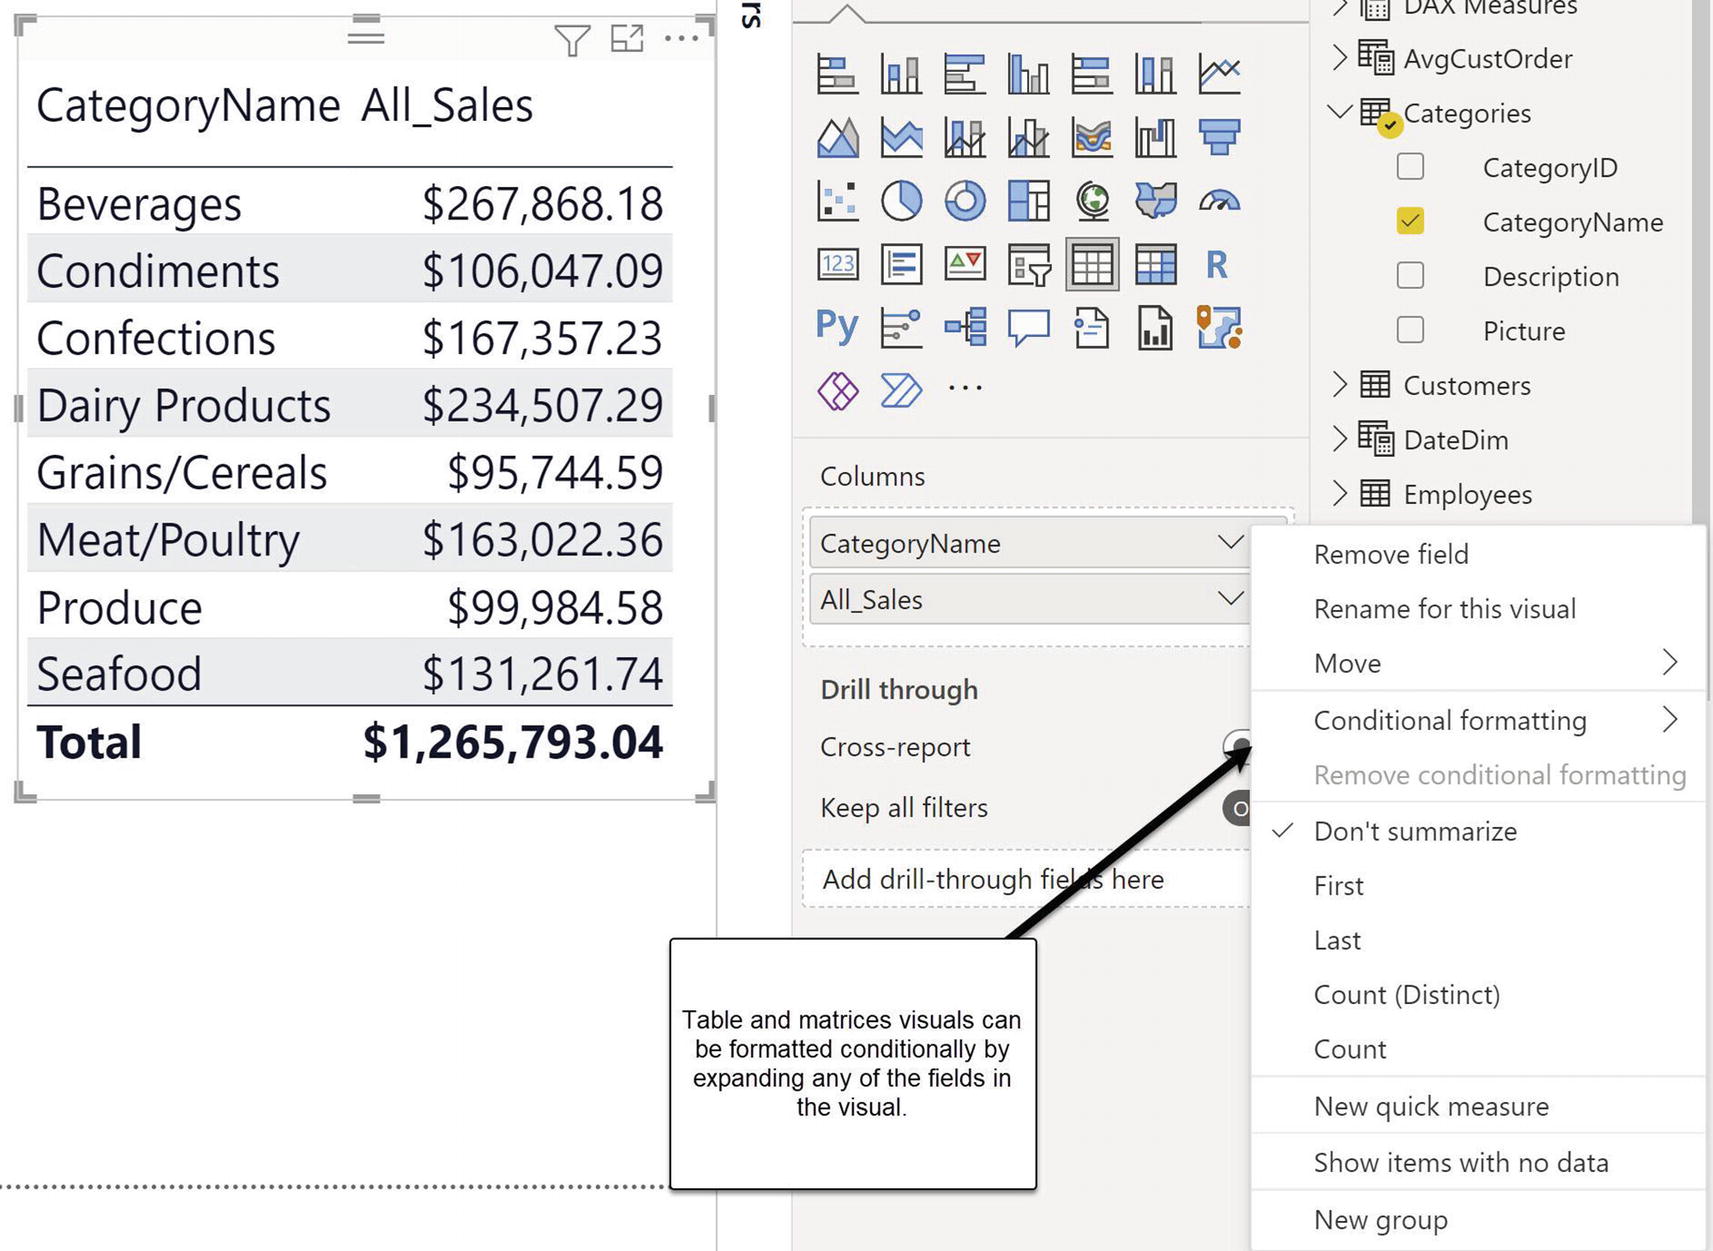 CategoryName All_Sales
Beverages $267,868.18
Condiments $106,047.09
Confections $167,357.23
Dairy Products $234,507.29
Grains/Cereals $95,744.59
Meat/Poultry $163,022.36
Produce $99,984.58
Seafood $131,261.74
Total $1,265,793.04
rs
123
R
Py
Columns
CategoryName
All_Sales
Drill through
Cross-report
Keep all filters
O
Add drill-through fields here
Table and matrices visuals can
be formatted conditionally by
expanding any of the fields in
the visual.
DAX Measures
AvgCustOrder
Categories
CategoryID
CategoryName
Description
Picture
Customers
DateDim
Employees
Remove field
Rename for this visual
Move
Conditional formatting
Remove conditional formatting
Don't summarize
First
Last
Count (Distinct)
Count
New quick measure
Show items with no data
New group